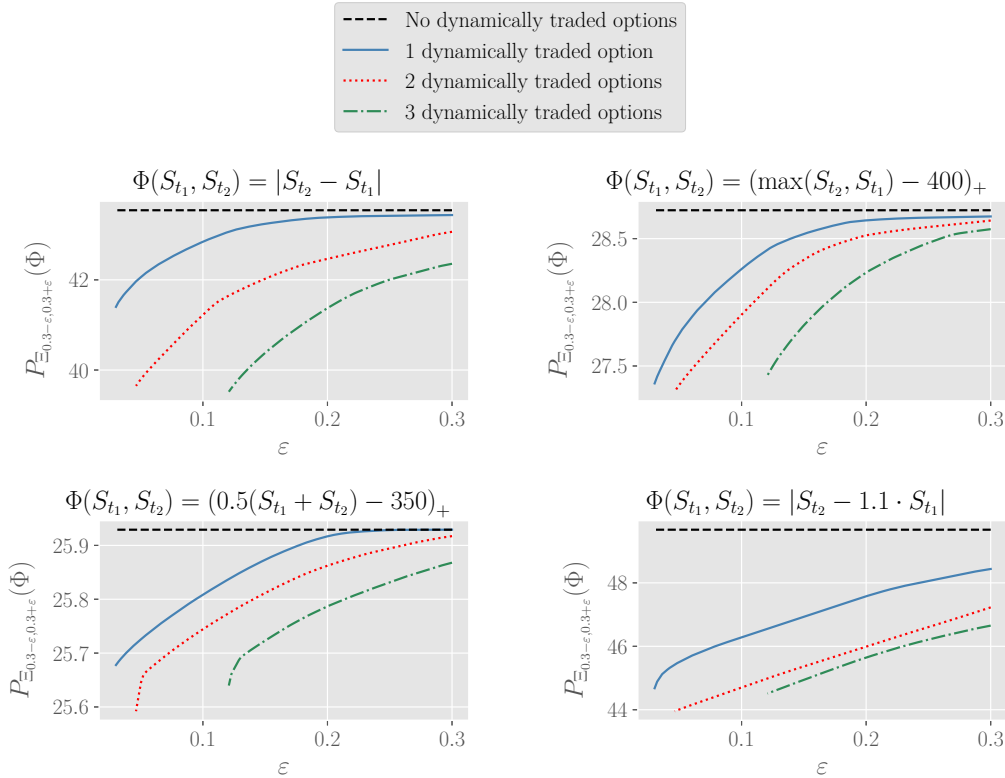 No dynamically traded options
1 dynamically traded option
2 dynamically traded options
3 dynamically traded options
Φ(S_{t_1}, S_{t_2}) = |S_{t_2} − S_{t_1}|
P_{Ξ_{0.3−ε,0.3+ε}}(Φ)
42
40
0.1 0.2 0.3
ε
Φ(S_{t_1}, S_{t_2}) = (max(S_{t_2}, S_{t_1}) − 400)_+
P_{Ξ_{0.3−ε,0.3+ε}}(Φ)
28.5
28.0
27.5
0.1 0.2 0.3
ε
Φ(S_{t_1}, S_{t_2}) = (0.5(S_{t_1} + S_{t_2}) − 350)_+
P_{Ξ_{0.3−ε,0.3+ε}}(Φ)
25.9
25.8
25.7
25.6
0.1 0.2 0.3
ε
Φ(S_{t_1}, S_{t_2}) = |S_{t_2} − 1.1 · S_{t_1}|
P_{Ξ_{0.3−ε,0.3+ε}}(Φ)
48
46
44
0.1 0.2 0.3
ε